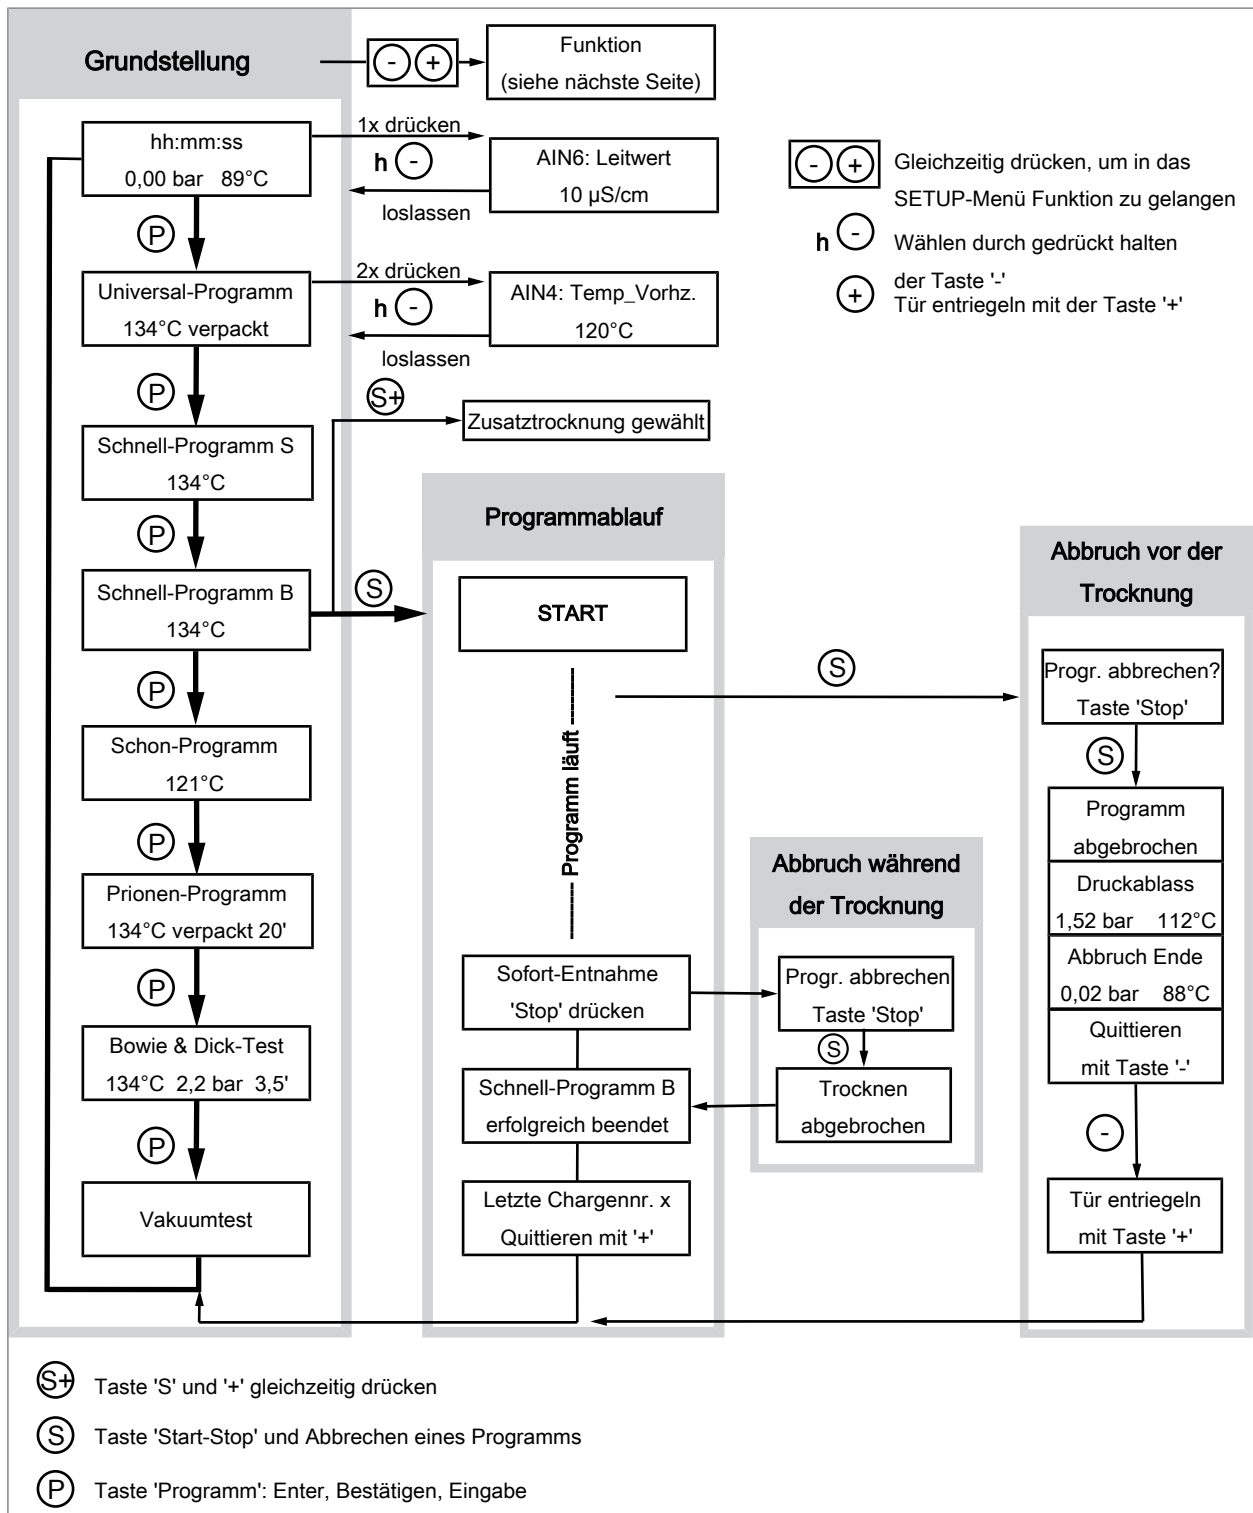 Grundstellung
- +
Funktion
(siehe nächste Seite)
hh:mm:ss
0,00 bar 89°C
1x drücken
h -
loslassen
AIN6: Leitwert
10 µS/cm
- +
Gleichzeitig drücken, um in das
SETUP-Menü Funktion zu gelangen
h -
Wählen durch gedrückt halten
der Taste '-'
+
Tür entriegeln mit der Taste '+'
P
Universal-Programm
134°C verpackt
2x drücken
h -
loslassen
AIN4: Temp_Vorhz.
120°C
P
S+
Zusatztrocknung gewählt
Schnell-Programm S
134°C
P
Schnell-Programm B
134°C
S
P
Schon-Programm
121°C
P
Prionen-Programm
134°C verpackt 20'
P
Bowie & Dick-Test
134°C 2,2 bar 3,5'
P
Vakuumtest
Programmablauf
START
------ Programm läuft ------
S
Sofort-Entnahme
'Stop' drücken
Schnell-Programm B
erfolgreich beendet
Letzte Chargennr. x
Quittieren mit '+'
Abbruch während
der Trocknung
Progr. abbrechen
Taste 'Stop'
S
Trocknen
abgebrochen
Abbruch vor der
Trocknung
Progr. abbrechen?
Taste 'Stop'
S
Programm
abgebrochen
Druckablass
1,52 bar 112°C
Abbruch Ende
0,02 bar 88°C
Quittieren
mit Taste '-'
-
Tür entriegeln
mit Taste '+'
S+ Taste 'S' und '+' gleichzeitig drücken
S Taste 'Start-Stop' und Abbrechen eines Programms
P Taste 'Programm': Enter, Bestätigen, Eingabe